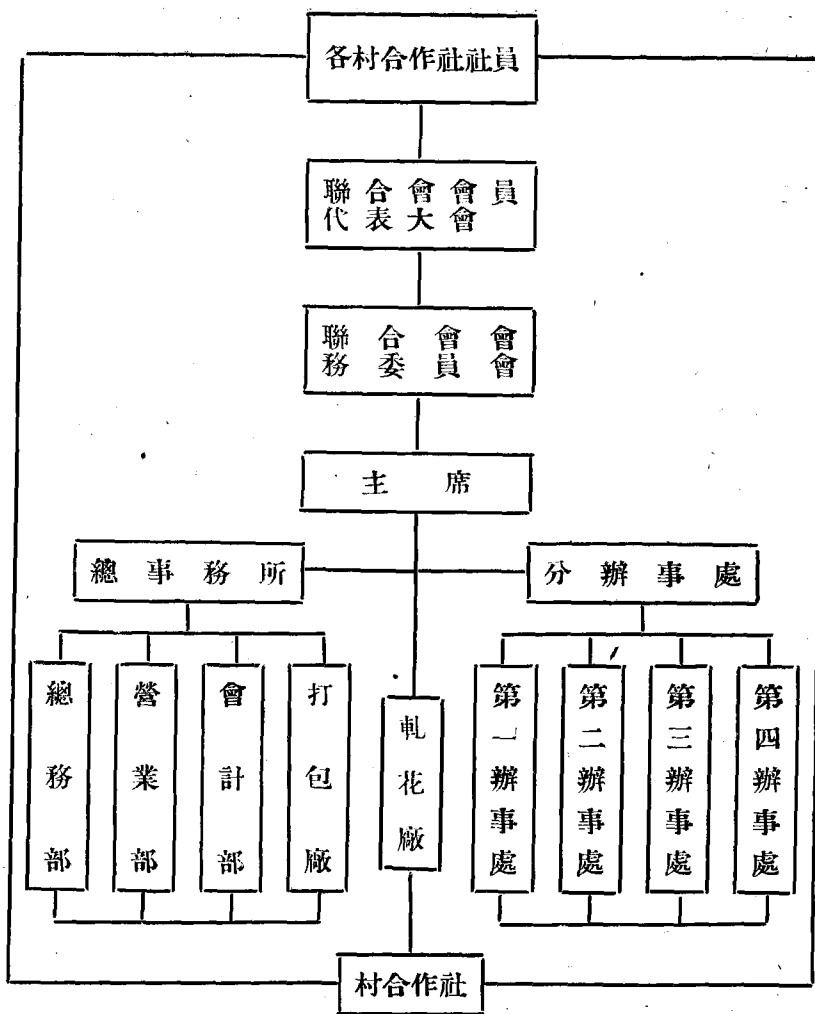 各村合作社社員
聯合會會員
代表大會
聯合會會
務委員會
主席
總事務所
分辦事處
總務部
營業部
會計部
打包廠
軋花廠
第一辦事處
第二辦事處
第三辦事處
第四辦事處
村合作社